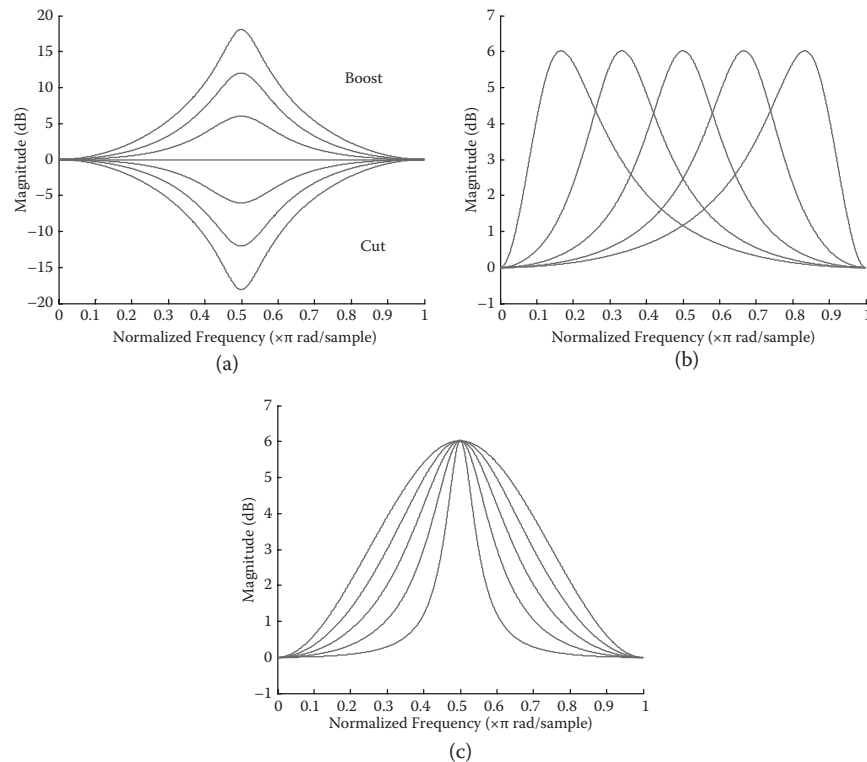 20
15
10
5
0
−5
−10
−15
−20
Magnitude (dB)
Boost
Cut
0 0.1 0.2 0.3 0.4 0.5 0.6 0.7 0.8 0.9 1
Normalized Frequency (×π rad/sample)
(a)
7
6
5
4
3
2
1
0
−1
Magnitude (dB)
0 0.1 0.2 0.3 0.4 0.5 0.6 0.7 0.8 0.9 1
Normalized Frequency (×π rad/sample)
(b)
7
6
5
4
3
2
1
0
−1
Magnitude (dB)
0 0.1 0.2 0.3 0.4 0.5 0.6 0.7 0.8 0.9 1
Normalized Frequency (×π rad/sample)
(c)